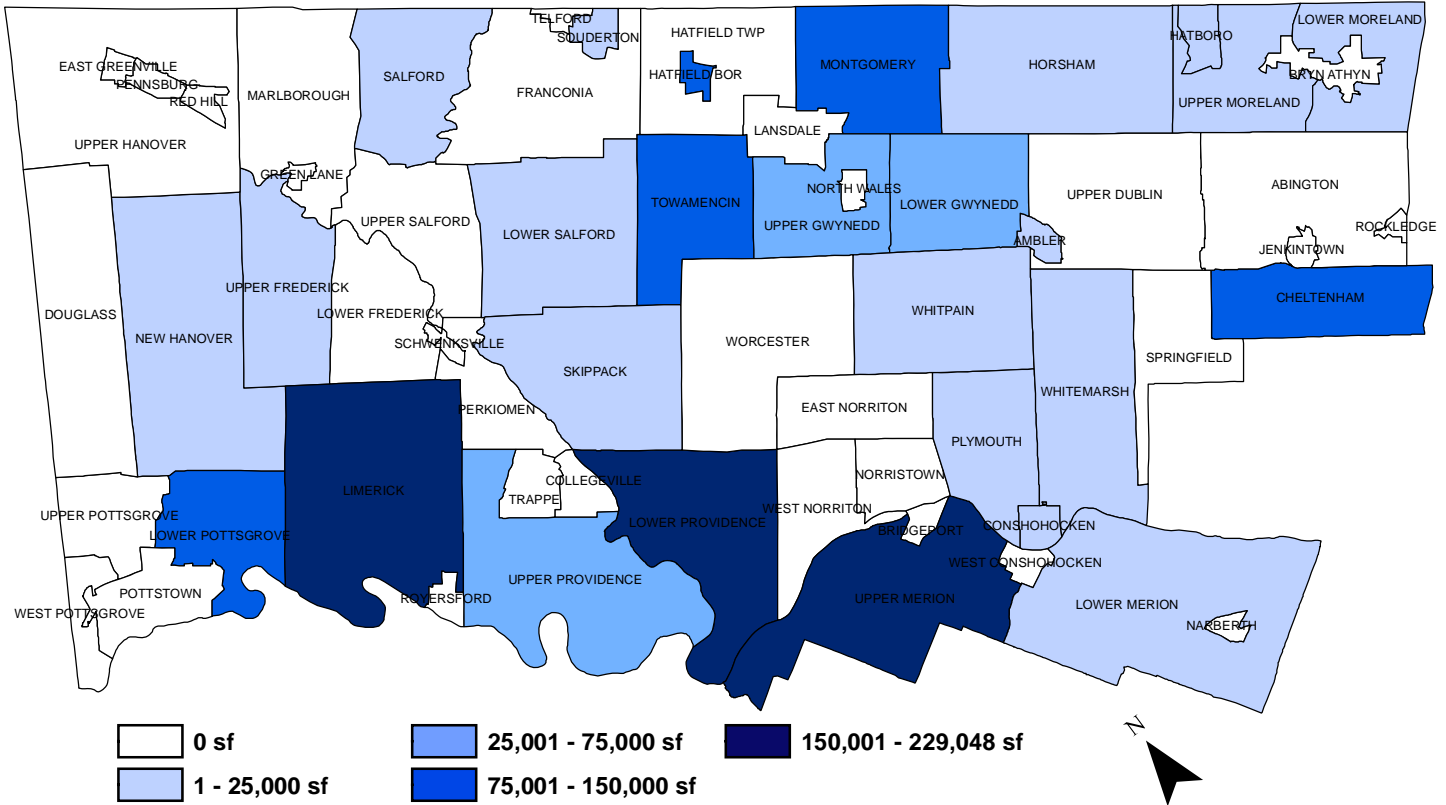 TELFORD
LOWER MORELAND
SOUDERTON
HATFIELD TWP
HATBORO
EAST GREENVILLE
SALFORD
HATFIELD BOR
MONTGOMERY
HORSHAM
BRYN ATHYN
PENNSBURG
RED HILL
MARLBOROUGH
FRANCONIA
UPPER MORELAND
LANSDALE
UPPER HANOVER
GREEN LANE
NORTH WALES
UPPER DUBLIN
ABINGTON
TOWAMENCIN
LOWER GWYNEDD
UPPER SALFORD
UPPER GWYNEDD
ROCKLEDGE
LOWER SALFORD
AMBLER
JENKINTOWN
UPPER FREDERICK
CHELTENHAM
DOUGLASS
LOWER FREDERICK
WHITPAIN
NEW HANOVER
SCHWENKSVILLE
WORCESTER
SPRINGFIELD
SKIPPACK
WHITEMARSH
PERKIOMEN
EAST NORRITON
PLYMOUTH
NORRISTOWN
COLLEGEVILLE
LIMERICK
TRAPPE
WEST NORRITON
UPPER POTTSGROVE
LOWER PROVIDENCE
CONSHOHOCKEN
BRIDGEPORT
LOWER POTTSGROVE
WEST CONSHOHOCKEN
UPPER PROVIDENCE
POTTSTOWN
ROYERSFORD
UPPER MERION
LOWER MERION
WEST POTTSGROVE
NARBERTH
N
0 sf
25,001 - 75,000 sf
150,001 - 229,048 sf
1 - 25,000 sf
75,001 - 150,000 sf